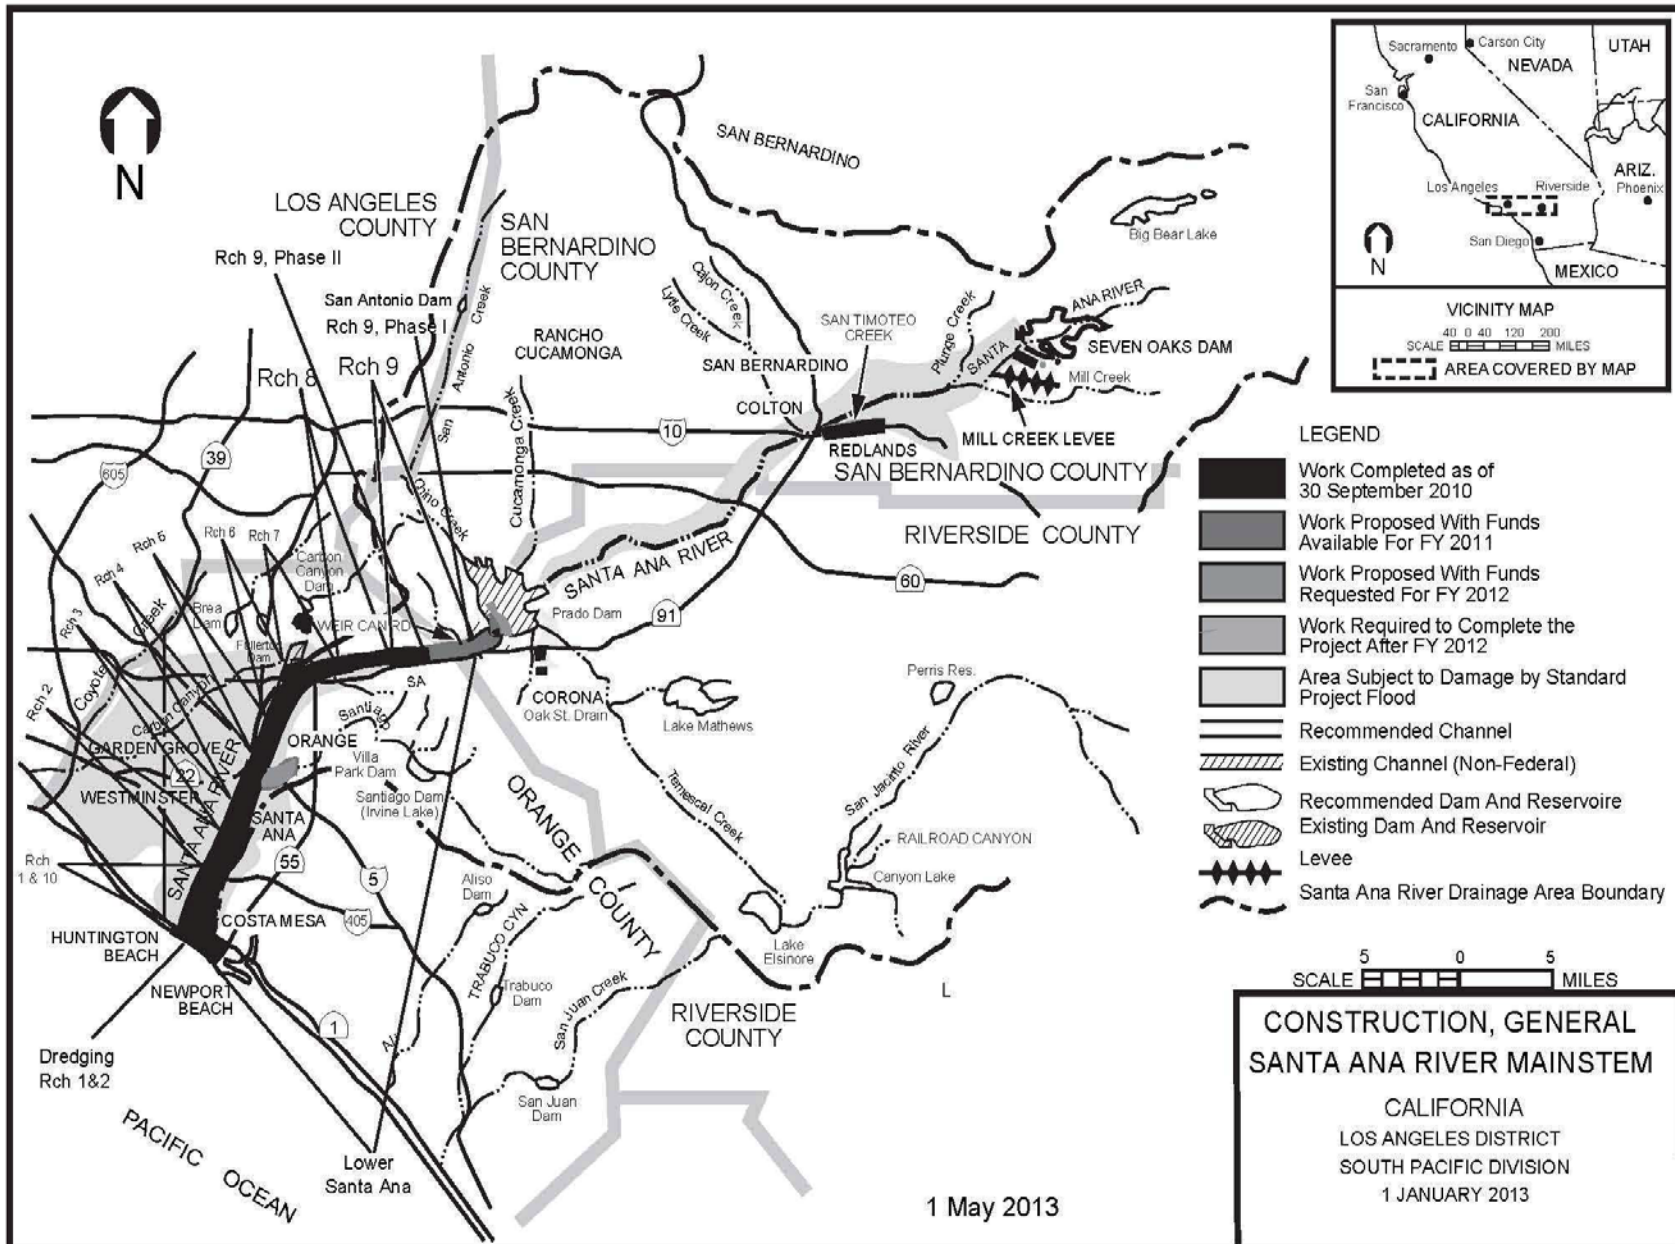 N
LOS ANGELES
COUNTY
SAN
BERNARDINO
COUNTY
SAN BERNARDINO
Big Bear Lake
Rch 9, Phase II
San Antonio Dam
Rch 9, Phase I
Rch 8
Rch 9
RANCHO
CUCAMONGA
San Antonio Creek
Cucamonga Creek
Chino Creek
Lytle Creek
Cajon Creek
SAN TIMOTEO
CREEK
SAN BERNARDINO
COLTON
Plunge Creek
SANTA
ANA RIVER
SEVEN OAKS DAM
Mill Creek
MILL CREEK LEVEE
10
REDLANDS
SAN BERNARDINO COUNTY
RIVERSIDE COUNTY
SANTA ANA RIVER
60
91
605
39
Rch 7
Rch 6
Rch 5
Rch 4
Rch 3
Rch 2
Rch
1 & 10
Carbon
Canyon
Dam
Brea
Dam
Fullerton
Dam
Coyote Creek
Carbon Canyon
WEIR CAN RD
Prado Dam
CORONA
Oak St. Drain
Lake Mathews
Perris Res.
SA
Santiago
GARDEN GROVE
ORANGE
22
WESTMINSTER
SANTA ANA RIVER
Villa
Park Dam
Santiago Dam
(Irvine Lake)
SANTA
ANA
55
5
405
COSTA MESA
HUNTINGTON
BEACH
NEWPORT
BEACH
1
ORANGE
COUNTY
Temescal Creek
San Jacinto River
RAILROAD CANYON
Canyon Lake
Lake
Elsinore
Aliso
Dam
TRABUCO CYN
Trabuco
Dam
San Juan Creek
San Juan
Dam
RIVERSIDE
COUNTY
L
Dredging
Rch 1&2
Lower
Santa Ana
PACIFIC OCEAN
1 May 2013
Sacramento
Carson City
UTAH
NEVADA
San
Francisco
CALIFORNIA
ARIZ.
Los Angeles
Riverside
Phoenix
San Diego
N
MEXICO
VICINITY MAP
40 0 40 120 200
SCALE MILES
AREA COVERED BY MAP
LEGEND
Work Completed as of
30 September 2010
Work Proposed With Funds
Available For FY 2011
Work Proposed With Funds
Requested For FY 2012
Work Required to Complete the
Project After FY 2012
Area Subject to Damage by Standard
Project Flood
Recommended Channel
Existing Channel (Non-Federal)
Recommended Dam And Reservoire
Existing Dam And Reservoir
Levee
Santa Ana River Drainage Area Boundary
5 0 5
SCALE MILES
CONSTRUCTION, GENERAL
SANTA ANA RIVER MAINSTEM
CALIFORNIA
LOS ANGELES DISTRICT
SOUTH PACIFIC DIVISION
1 JANUARY 2013